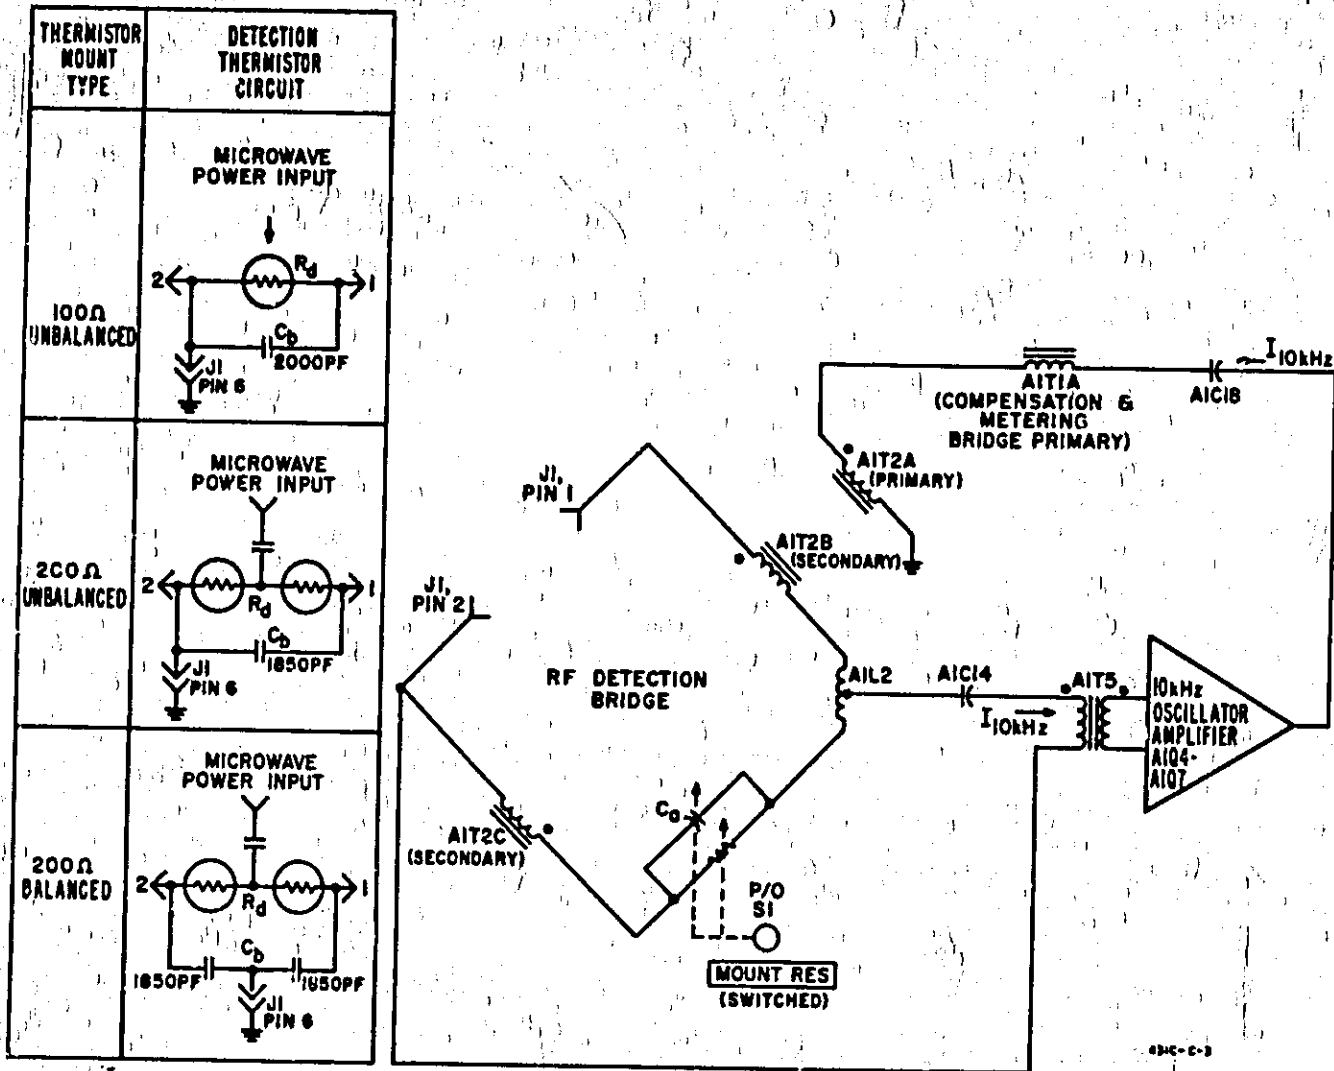 THERMISTOR
MOUNT
TYPE
DETECTION
THERMISTOR
CIRCUIT
100Ω
UNBALANCED
MICROWAVE
POWER INPUT
Rd
2
1
Cb
2000PF
J1
PIN 6
200Ω
UNBALANCED
MICROWAVE
POWER INPUT
2
1
Rd
Cb
1850PF
J1
PIN 6
200Ω
BALANCED
MICROWAVE
POWER INPUT
2
1
Rd
Cb
1850PF
1850PF
J1
PIN 6
I10kHz
A1T1A
(COMPENSATION &
METERING
BRIDGE PRIMARY)
A1C18
A1T2A
(PRIMARY)
J1,
PIN 1
A1T2B
(SECONDARY)
J1,
PIN 2
RF DETECTION
BRIDGE
A1L2
A1C14
I10kHz
A1T5
10kHz
OSCILLATOR
AMPLIFIER
A1Q4-
A1Q7
A1T2C
(SECONDARY)
Ca
P/O
S1
MOUNT RES
(SWITCHED)